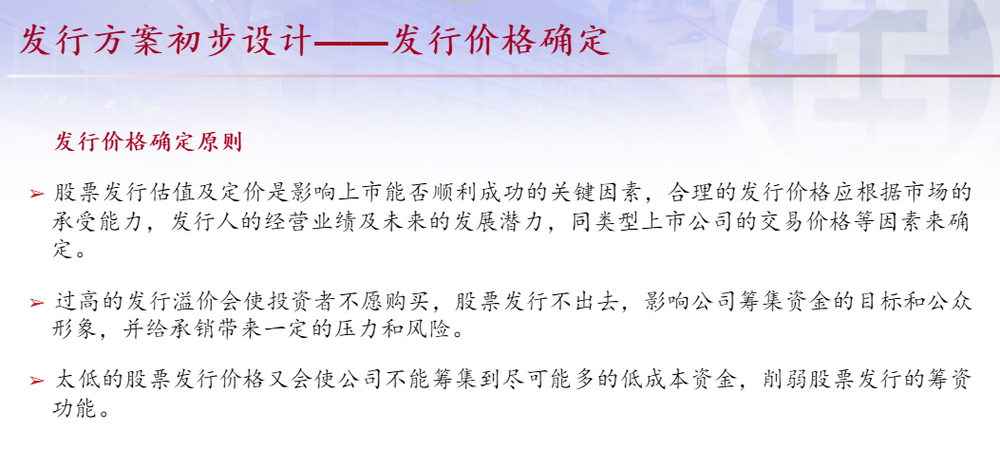 发行方案初步设计——发行价格确定
发行价格确定原则
➢ 股票发行估值及定价是影响上市能否顺利成功的关键因素，合理的发行价格应根据市场的
承受能力，发行人的经营业绩及未来的发展潜力，同类型上市公司的交易价格等因素来确
定。
➢ 过高的发行溢价会使投资者不愿购买，股票发行不出去，影响公司筹集资金的目标和公众
形象，并给承销带来一定的压力和风险。
➢ 太低的股票发行价格又会使公司不能筹集到尽可能多的低成本资金，削弱股票发行的筹资
功能。